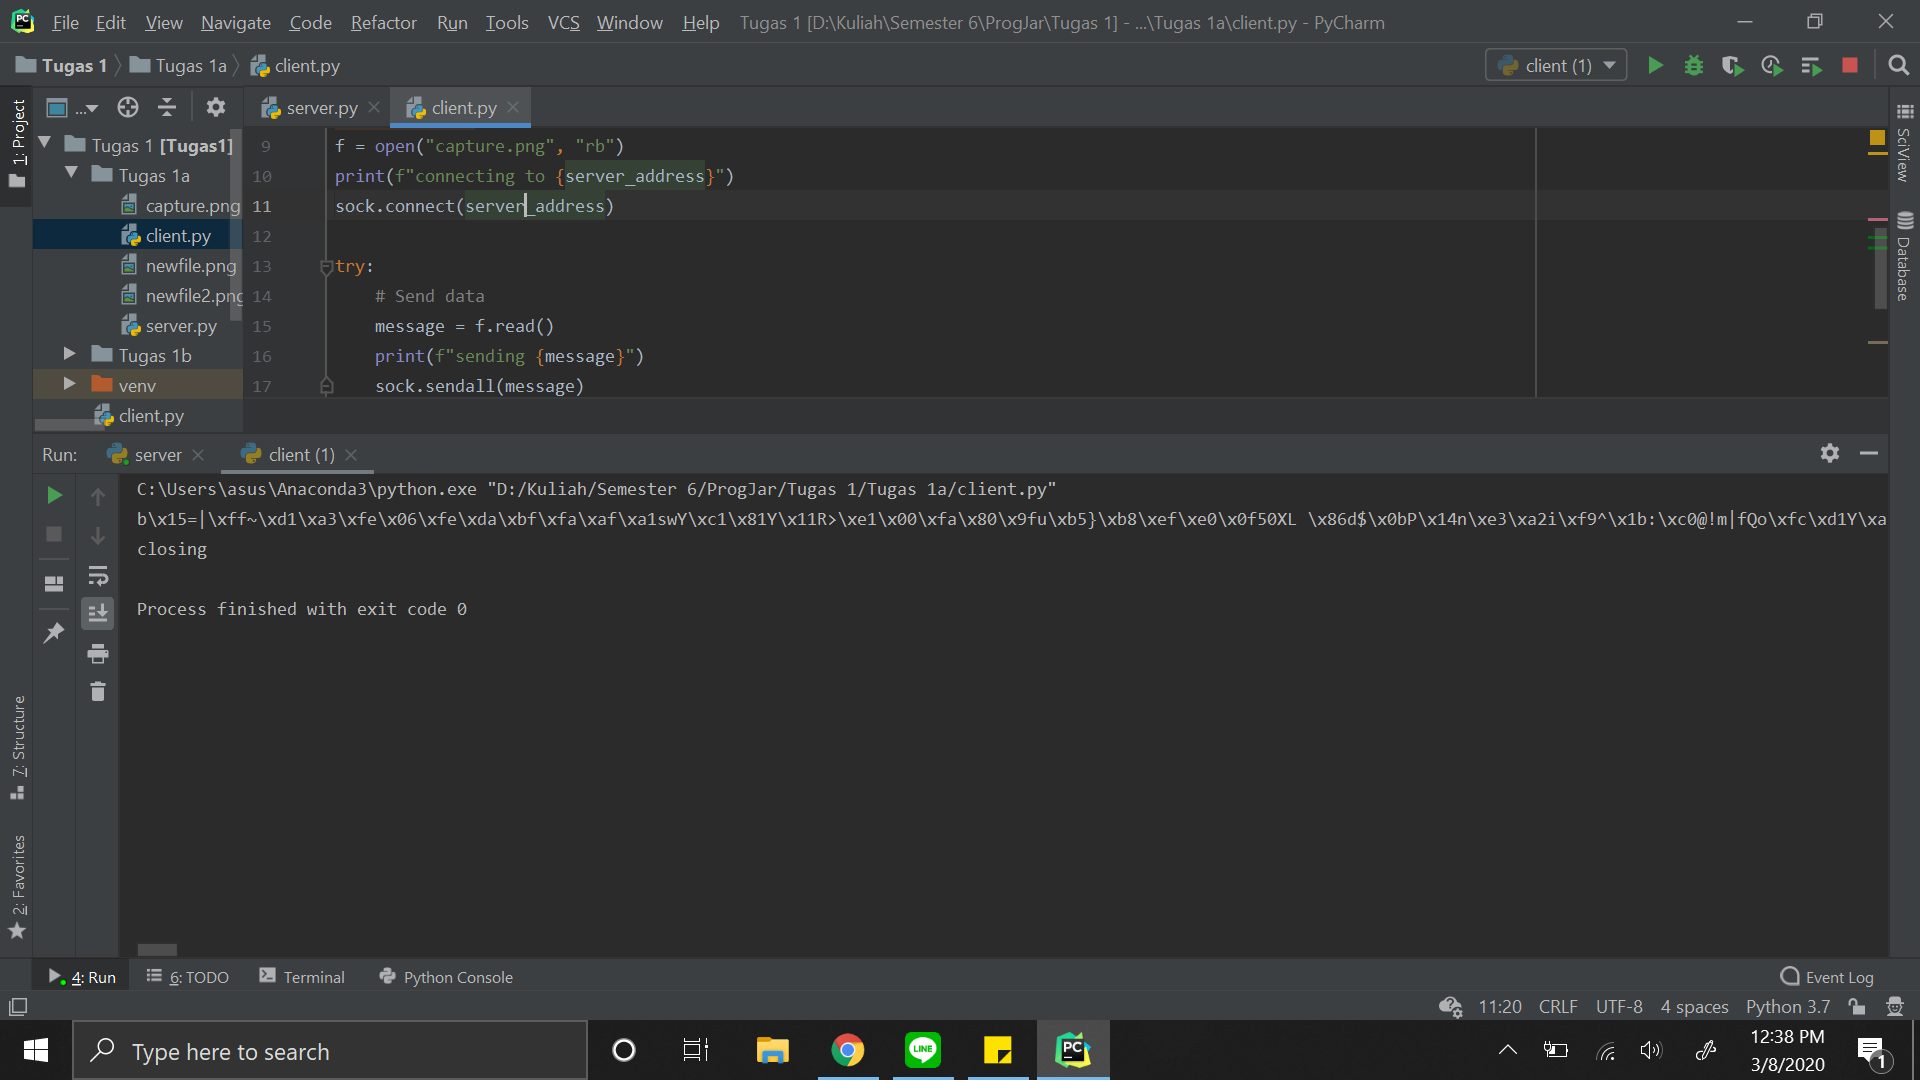 File Edit View Navigate Code Refactor Run Tools VCS Window Help Tugas 1 [D:\Kuliah\Semester 6\ProgJar\Tugas 1] - ...\Tugas 1a\client.py - PyCharm
Tugas 1 Tugas 1a client.py
client (1)
1: Project
...
server.py
client.py
Tugas 1 [Tugas1]
Tugas 1a
capture.png
client.py
newfile.png
newfile2.png
server.py
Tugas 1b
venv
client.py
9 f = open("capture.png", "rb")
10 print(f"connecting to {server_address}")
11 sock.connect(server_address)
12
13 try:
14 # Send data
15 message = f.read()
16 print(f"sending {message}")
17 sock.sendall(message)
SciView
Database
Run: server client (1)
C:\Users\asus\Anaconda3\python.exe "D:/Kuliah/Semester 6/ProgJar/Tugas 1/Tugas 1a/client.py"
b\x15=|\xff~\xd1\xa3\xfe\x06\xfe\xda\xbf\xfa\xaf\xa1swY\xc1\x81Y\x11R>\xe1\x00\xfa\x80\x9fu\xb5}\xb8\xef\xe0\x0f50XL \x86d$\x0bP\x14n\xe3\xa2i\xf9^\x1b:\xc0@!m|fQo\xfc\xd1Y\xa
closing
Process finished with exit code 0
7: Structure
2: Favorites
4: Run 6: TODO Terminal Python Console Event Log
11:20 CRLF UTF-8 4 spaces Python 3.7
Type here to search
PC
LINE
12:38 PM
3/8/2020
1